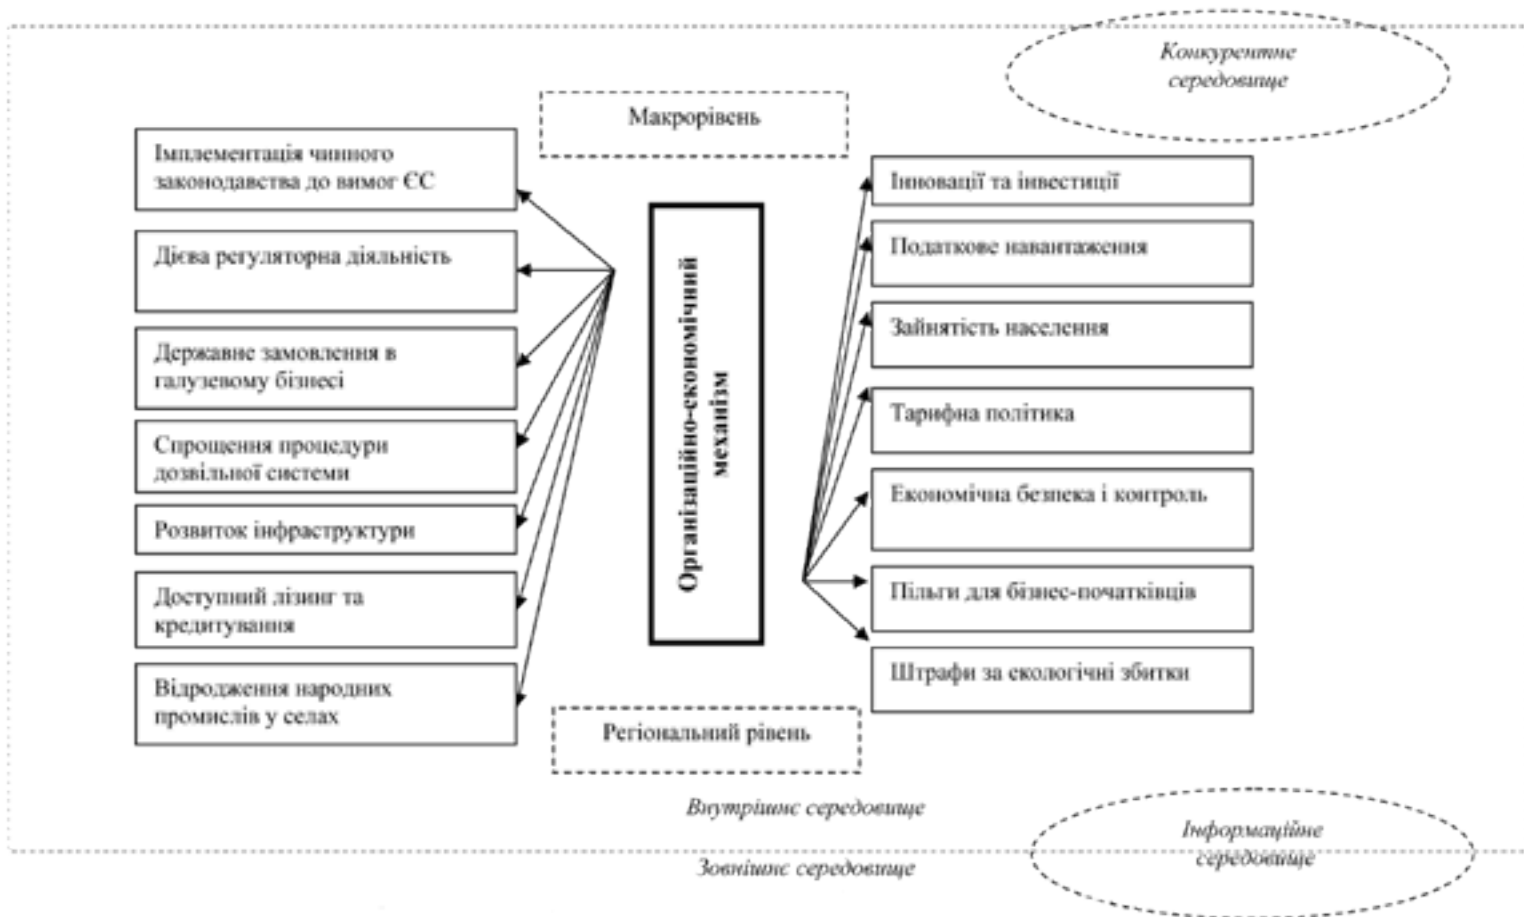 Конкурентне
середовище
Макрорівень
Імплементація чинного
законодавства до вимог ЄС
Дієва регуляторна діяльність
Державне замовлення в
галузевому бізнесі
Спрощення процедури
дозвільної системи
Розвиток інфраструктури
Доступний лізинг та
кредитування
Відродження народних
промислів у селах
Організаційно-економічний
механізм
Інновації та інвестиції
Податкове навантаження
Зайнятість населення
Тарифна політика
Економічна безпека і контроль
Пільги для бізнес-початківців
Штрафи за екологічні збитки
Регіональний рівень
Внутрішнє середовище
Зовнішнє середовище
Інформаційне
середовище